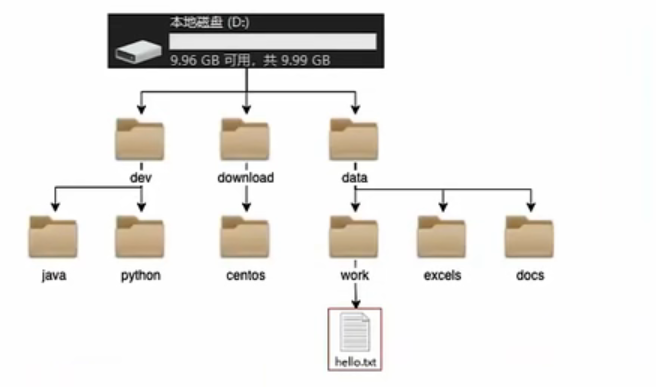 本地磁盘 (D:)
9.96 GB 可用，共 9.99 GB
dev
download
data
java
python
centos
work
excels
docs
hello.txt